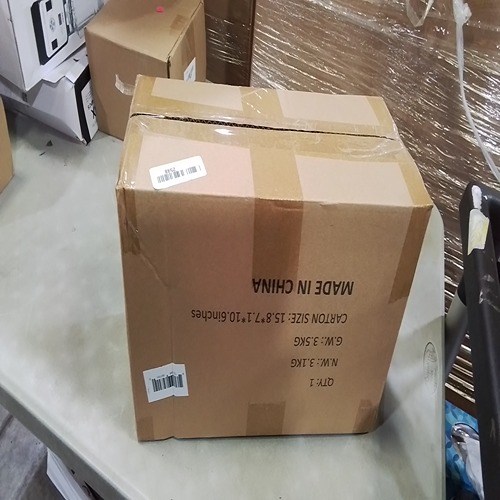 QTY: 1
N.W.: 3.1KG
G.W.: 3.5KG
CARTON SIZE: 15.8*7.1*10.6inches
MADE IN CHINA